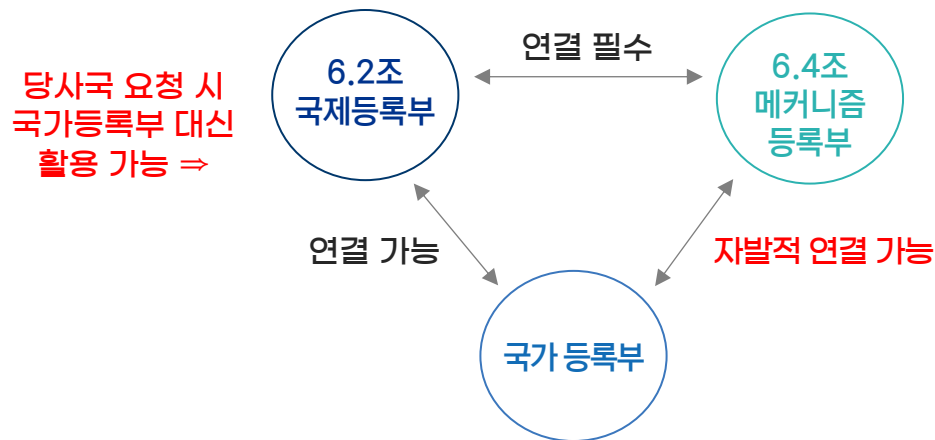 당사국 요청 시
국가등록부 대신
활용 가능 ⇒
6.2조
국제등록부
연결 필수
6.4조
메커니즘
등록부
연결 가능
자발적 연결 가능
국가 등록부